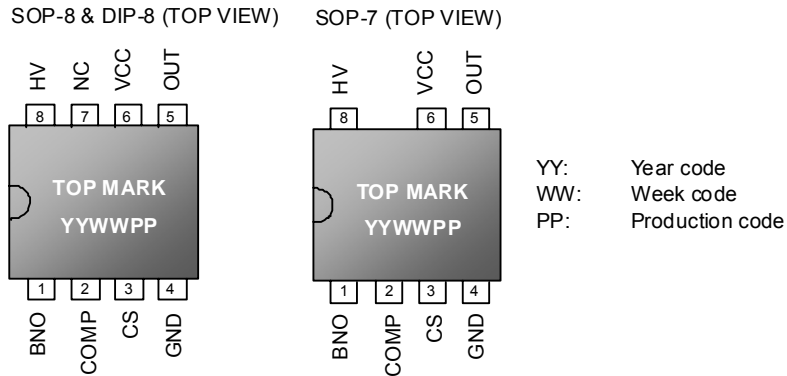 SOP-8 & DIP-8 (TOP VIEW)
HV NC VCC OUT
8 7 6 5
TOP MARK
YYWWPP
1 2 3 4
BNO COMP CS GND
SOP-7 (TOP VIEW)
HV VCC OUT
8 6 5
TOP MARK
YYWWPP
1 2 3 4
BNO COMP CS GND
YY: Year code
WW: Week code
PP: Production code